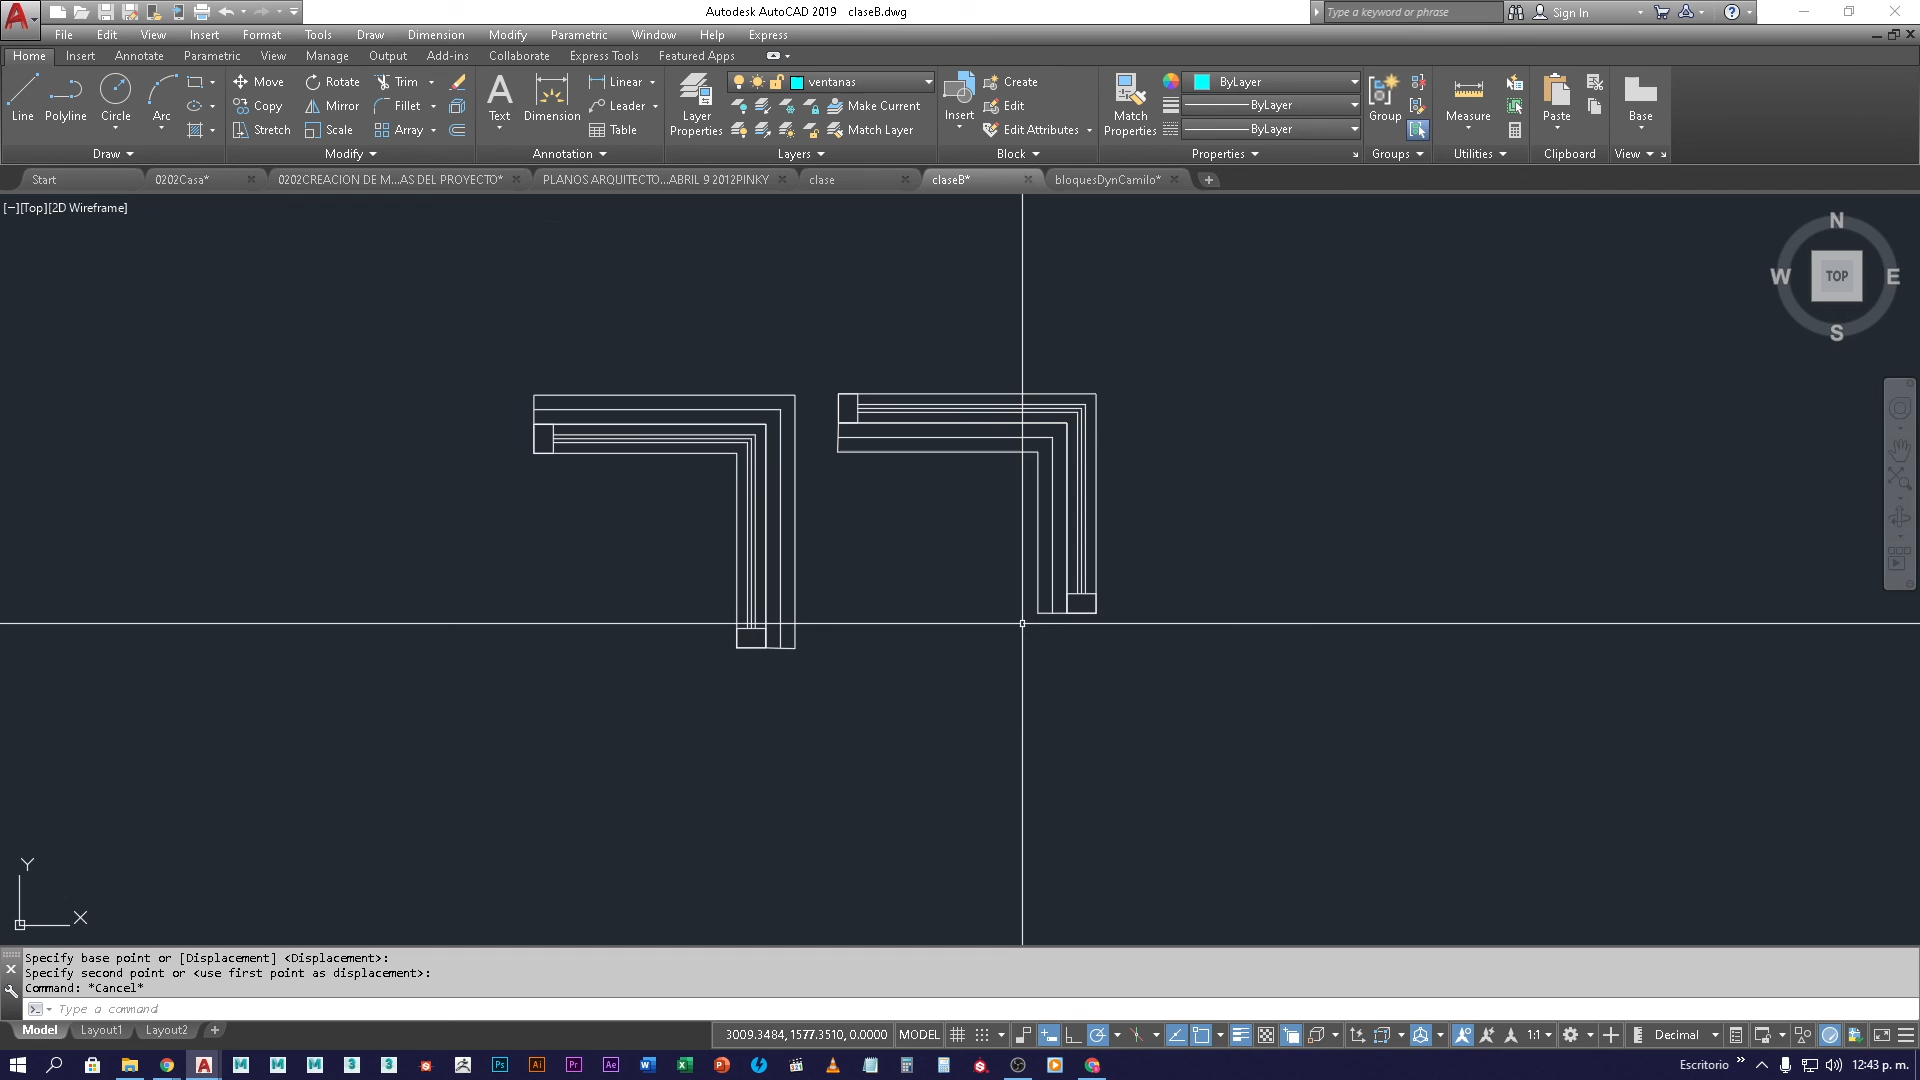 Autodesk AutoCAD 2019 claseB.dwg
Type a keyword or phrase
Sign In
File Edit View Insert Format Tools Draw Dimension Modify Parametric Window Help Express
Home Insert Annotate Parametric View Manage Output Add-ins Collaborate Express Tools Featured Apps
Line Polyline Circle Arc
Draw
Move Rotate Trim
Copy Mirror Fillet
Stretch Scale Array
Modify
Text Dimension
Linear
Leader
Table
Annotation
Layer Properties
ventanas
Make Current
Match Layer
Layers
Insert
Create
Edit
Edit Attributes
Block
Match Properties
ByLayer
ByLayer
ByLayer
Properties
Group
Groups
Measure
Utilities
Paste
Clipboard
Base
View
Start 0202Casa* 0202CREACION DE M...AS DEL PROYECTO* PLANOS ARQUITECTO...ABRIL 9 2012PINKY clase claseB* bloquesDynCamilo*
[−][Top][2D Wireframe]
N
W TOP E
S
Y
X
Specify base point or [Displacement] <Displacement>:
Specify second point or <use first point as displacement>:
Command: *Cancel*
Type a command
Model Layout1 Layout2
3009.3484, 1577.3510, 0.0000 MODEL 1:1 Decimal
Escritorio 12:43 p. m.